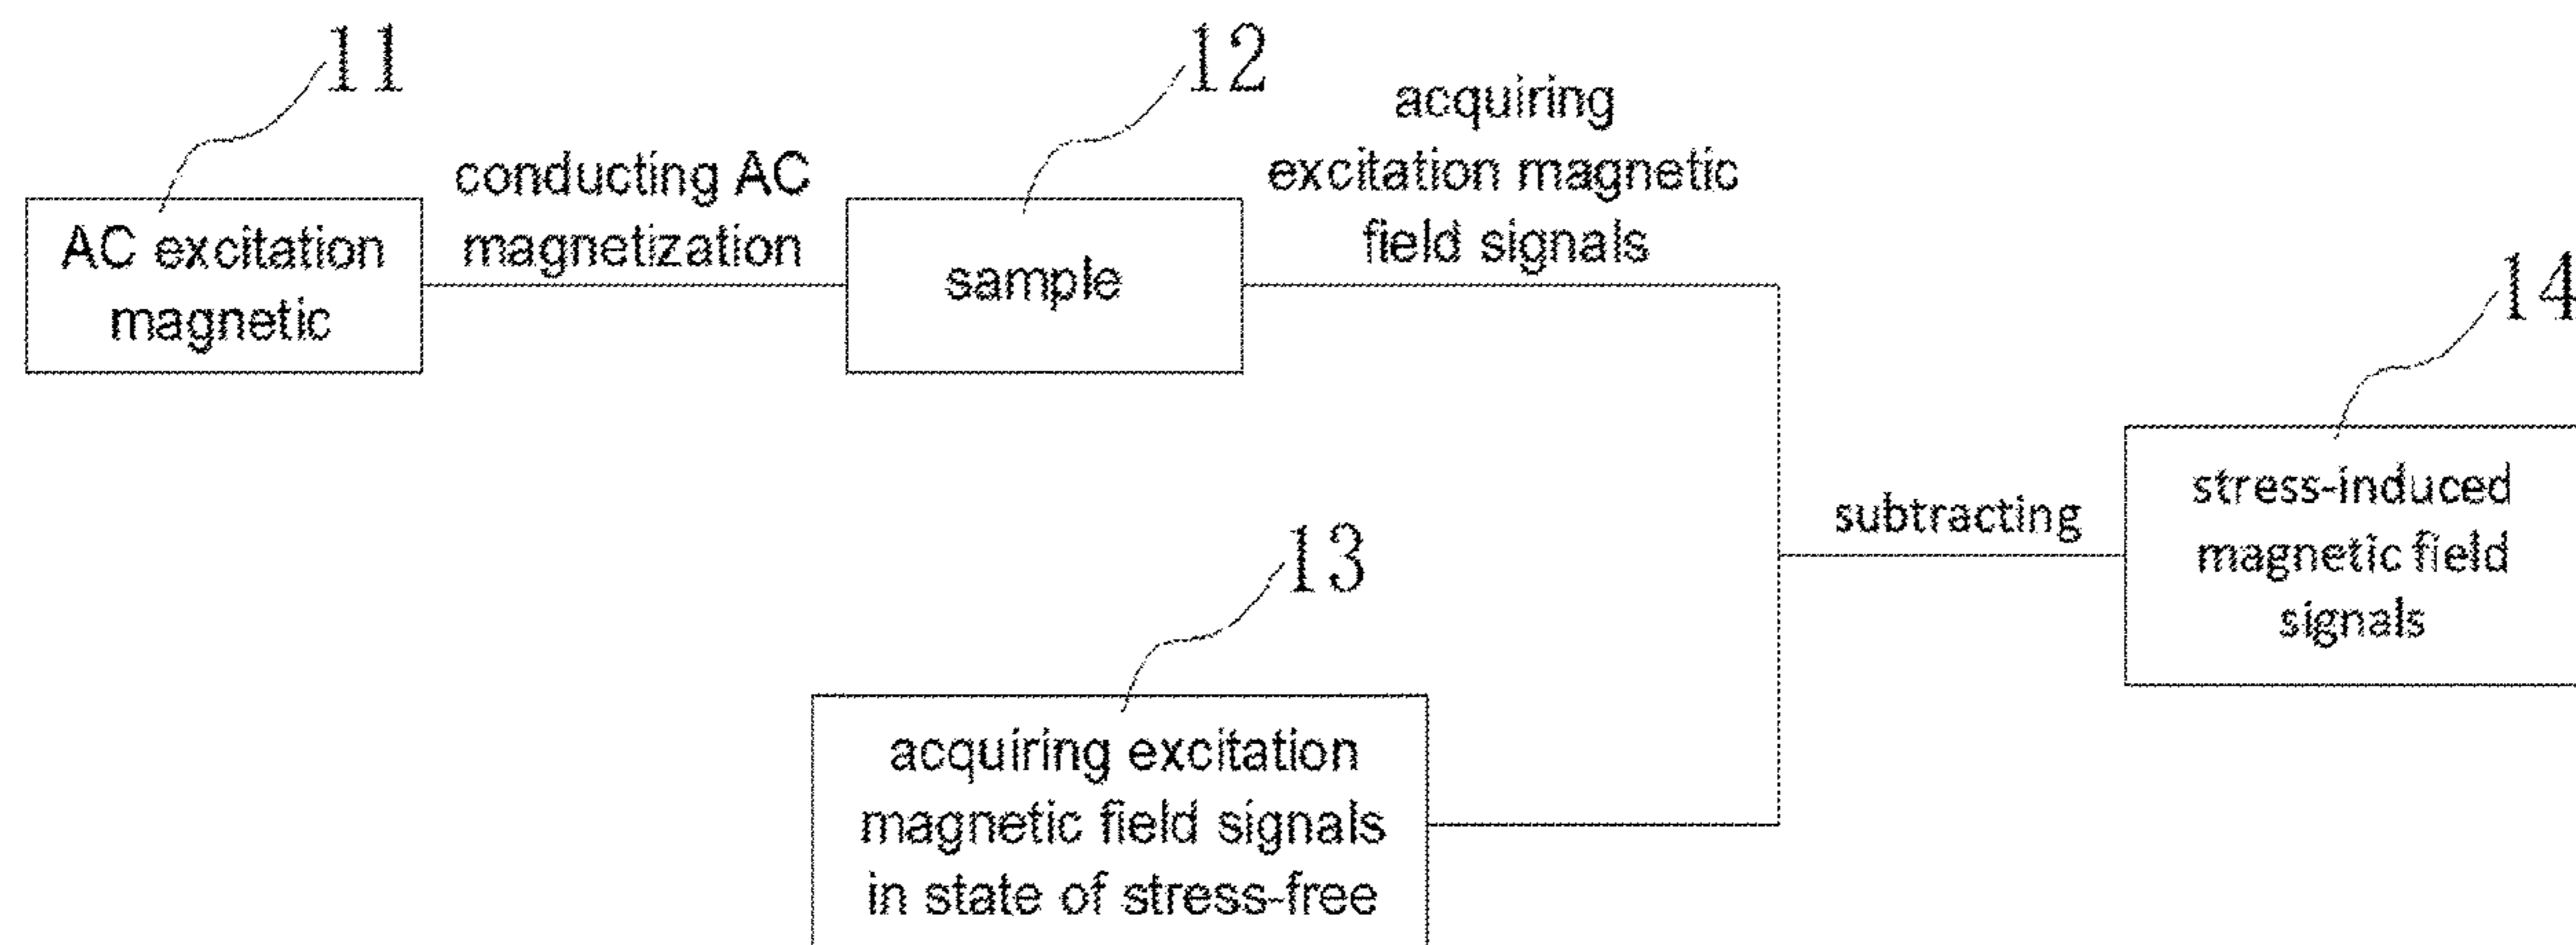 11
12
acquiring
excitation magnetic
field signals
conducting AC
magnetization
AC excitation
magnetic
sample
14
stress-induced
magnetic field
signals
subtracting
13
acquiring excitation
magnetic field signals
in state of stress-free